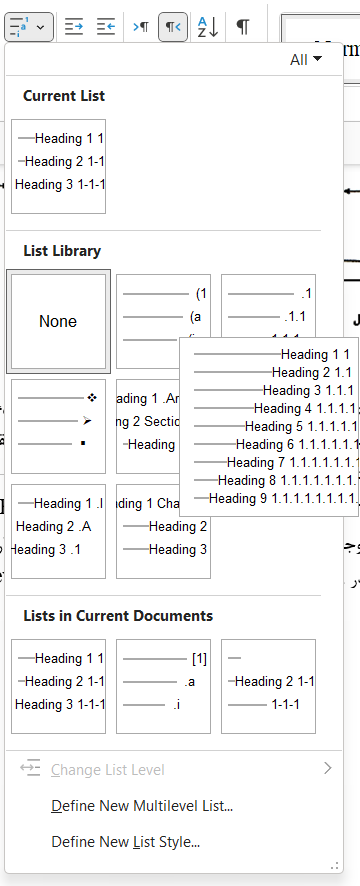 All
Current List
Heading 1 1
Heading 2 1-1
Heading 3 1-1-1
List Library
None
(1
(a
.1
.1.1
Heading 1 1
Heading 2 1.1
Heading 3 1.1.1
Heading 4 1.1.1.1
Heading 5 1.1.1.1.1
Heading 6 1.1.1.1.1.1
Heading 7 1.1.1.1.1.1.1
Heading 8 1.1.1.1.1.1.1.
Heading 9 1.1.1.1.1.1.1.1.
ading 1 .Ar
ng 2 Sectio
Heading
Heading 1 .I
Heading 2 .A
Heading 3 .1
ding 1 Cha
Heading 2
Heading 3
Lists in Current Documents
Heading 1 1
Heading 2 1-1
Heading 3 1-1-1
[1]
.a
.i
Heading 2 1-1
1-1-1
Change List Level
Define New Multilevel List...
Define New List Style...